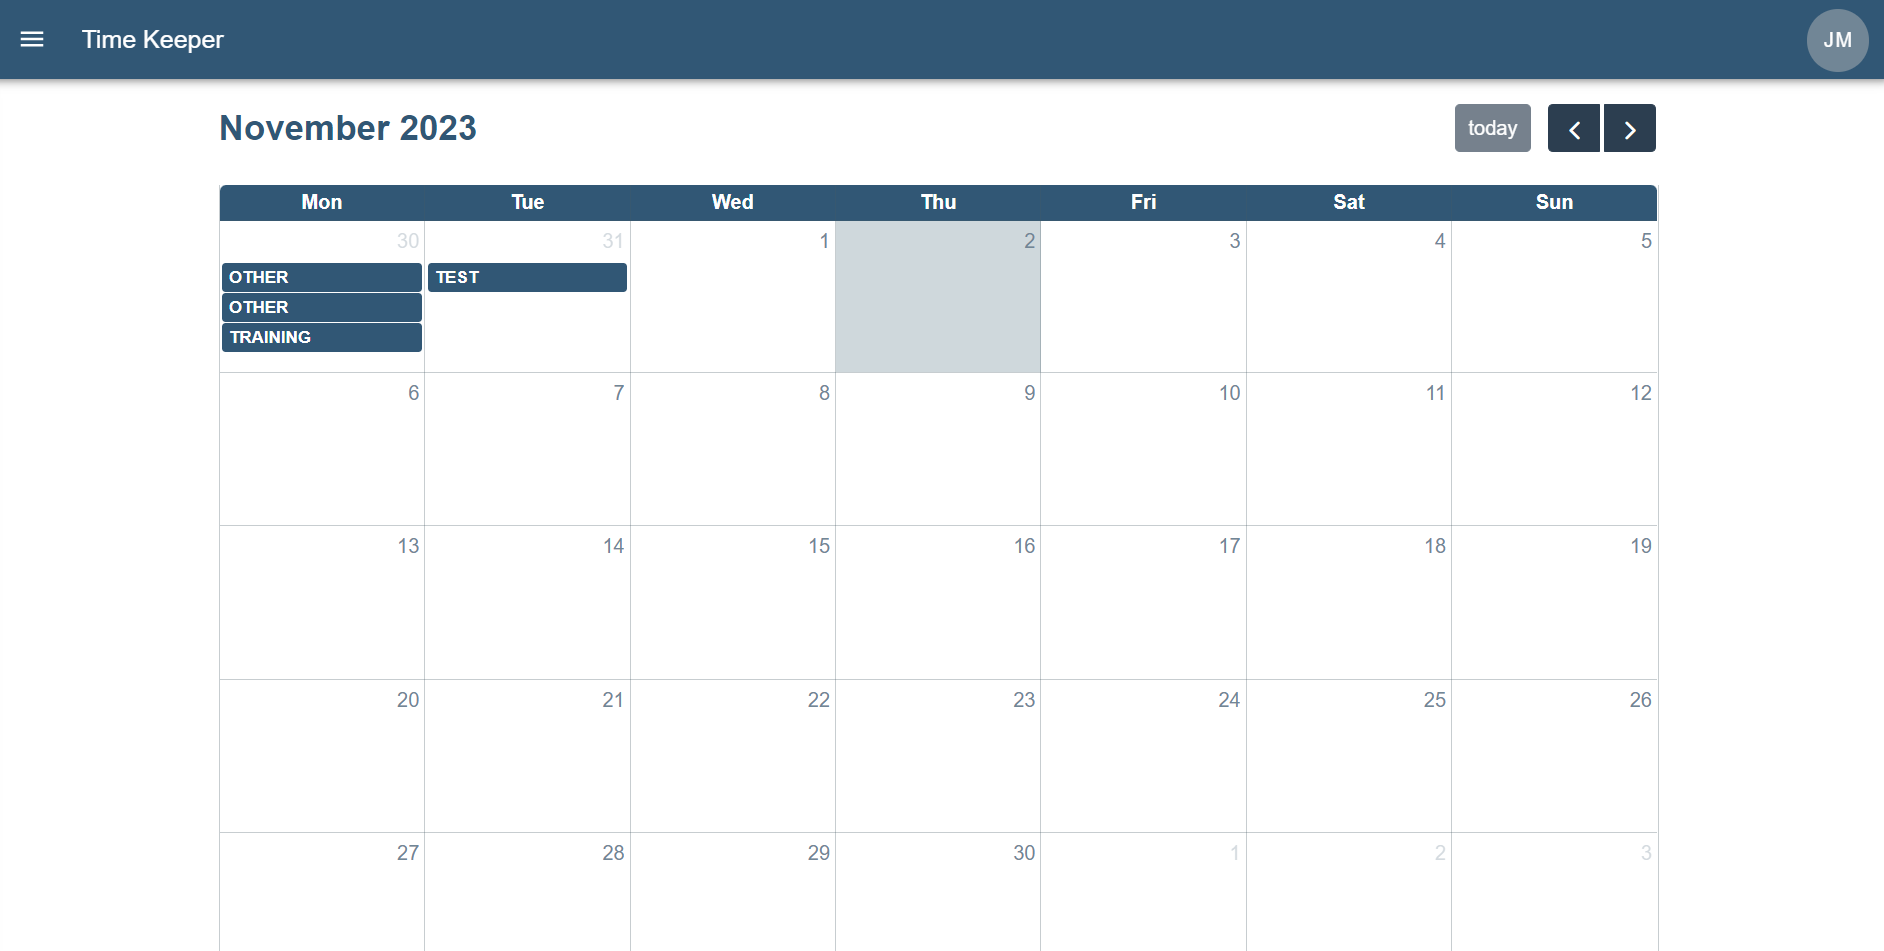 Time Keeper
JM
November 2023
today
Mon Tue Wed Thu Fri Sat Sun
30 31 1 2 3 4 5
OTHER TEST
OTHER
TRAINING
6 7 8 9 10 11 12
13 14 15 16 17 18 19
20 21 22 23 24 25 26
27 28 29 30 1 2 3